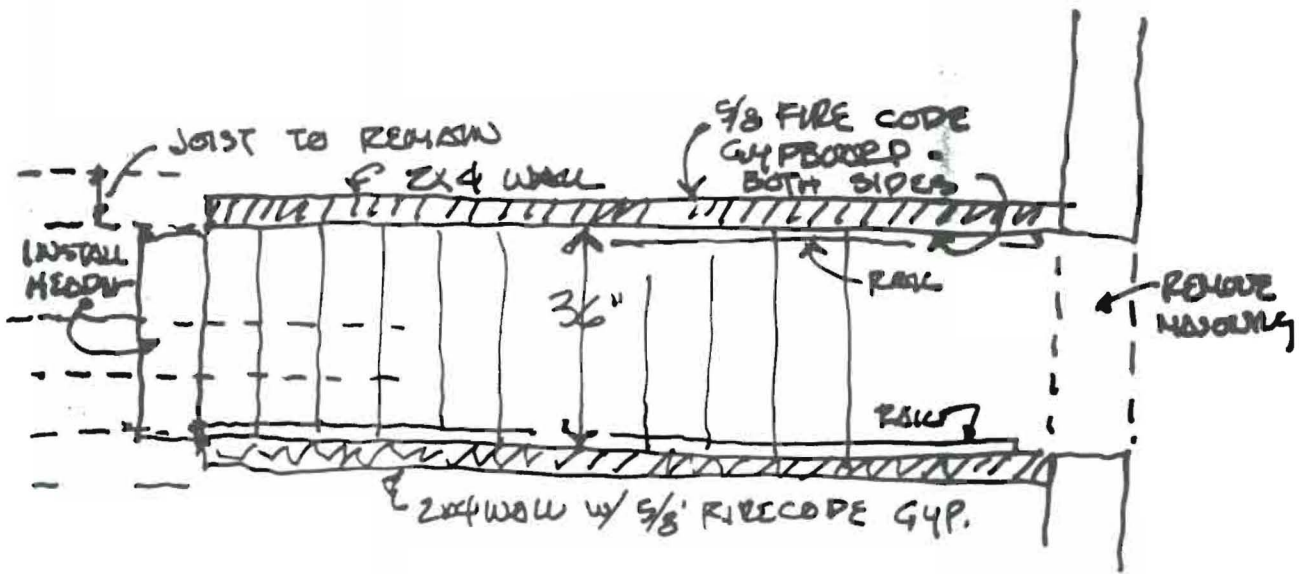 JOIST TO REMAIN
2X4 WALL
5/8 FIRE CODE
GYPBOARD -
BOTH SIDES
INSTALL
HEADER
36"
RAIL
REMOVE
MASONRY
RAIL
2X4 WALL W/ 5/8" FIRECODE GYP.